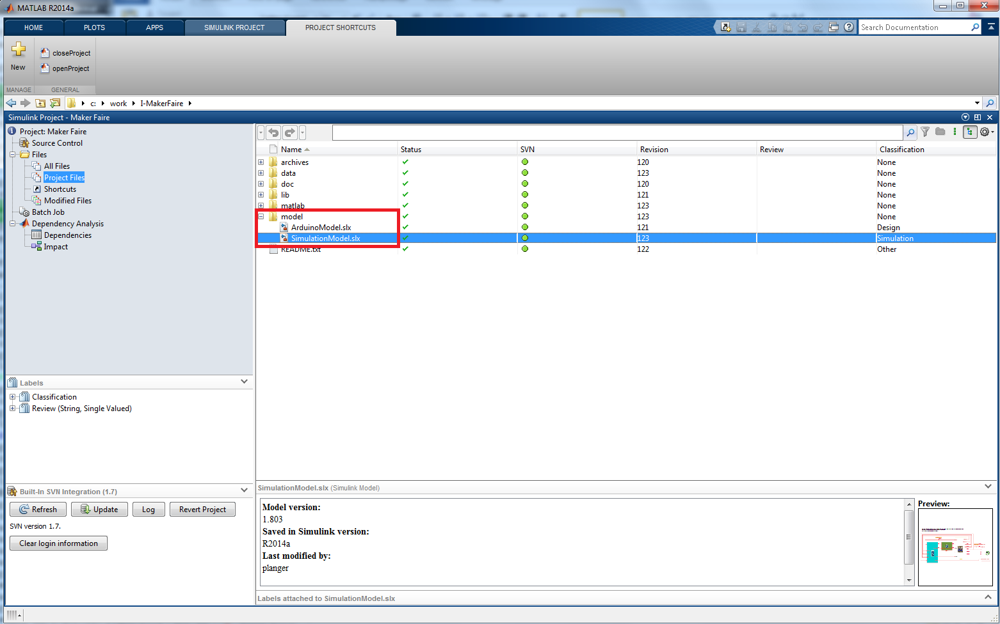 MATLAB R2014a
HOME PLOTS APPS SIMULINK PROJECT PROJECT SHORTCUTS Search Documentation
closeProject
New openProject
MANAGE GENERAL
c: work I-MakerFaire
Simulink Project - Maker Faire
Project: Maker Faire
Source Control
Files
All Files
Project Files
Shortcuts
Modified Files
Batch Job
Dependency Analysis
Dependencies
Impact
Name Status SVN Revision Review Classification
archives 120 None
data 123 None
doc 120 None
lib 121 None
matlab 123 None
model 123 None
ArduinoModel.slx 121 Design
SimulationModel.slx 123 Simulation
README.txt 122 Other
Labels
Classification
Review (String, Single Valued)
Built-In SVN Integration (1.7)
Refresh Update Log Revert Project
SVN version 1.7.
Clear login information
SimulationModel.slx (Simulink Model)
Model version:
1.803
Saved in Simulink version:
R2014a
Last modified by:
planger
Preview:
Labels attached to SimulationModel.slx